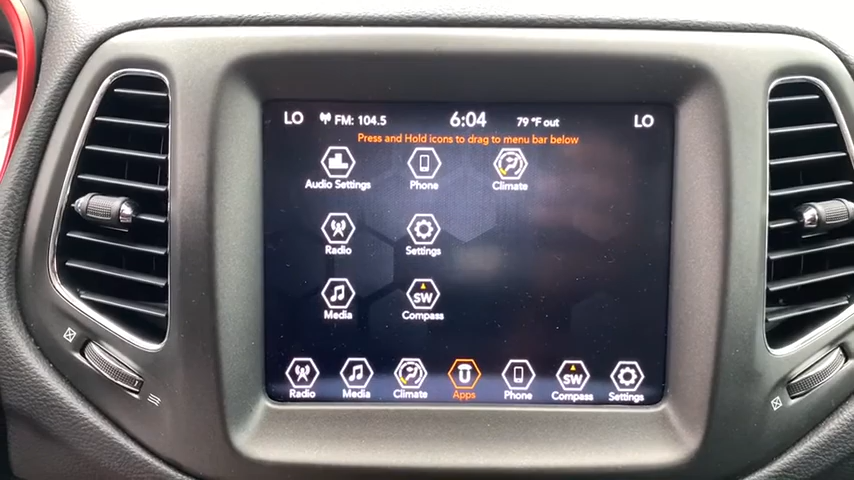 LO FM: 104.5 6:04 79 °F out LO
Press and Hold icons to drag to menu bar below
Audio Settings Phone Climate
Radio Settings
SW
Media Compass
SW
Radio Media Climate Apps Phone Compass Settings